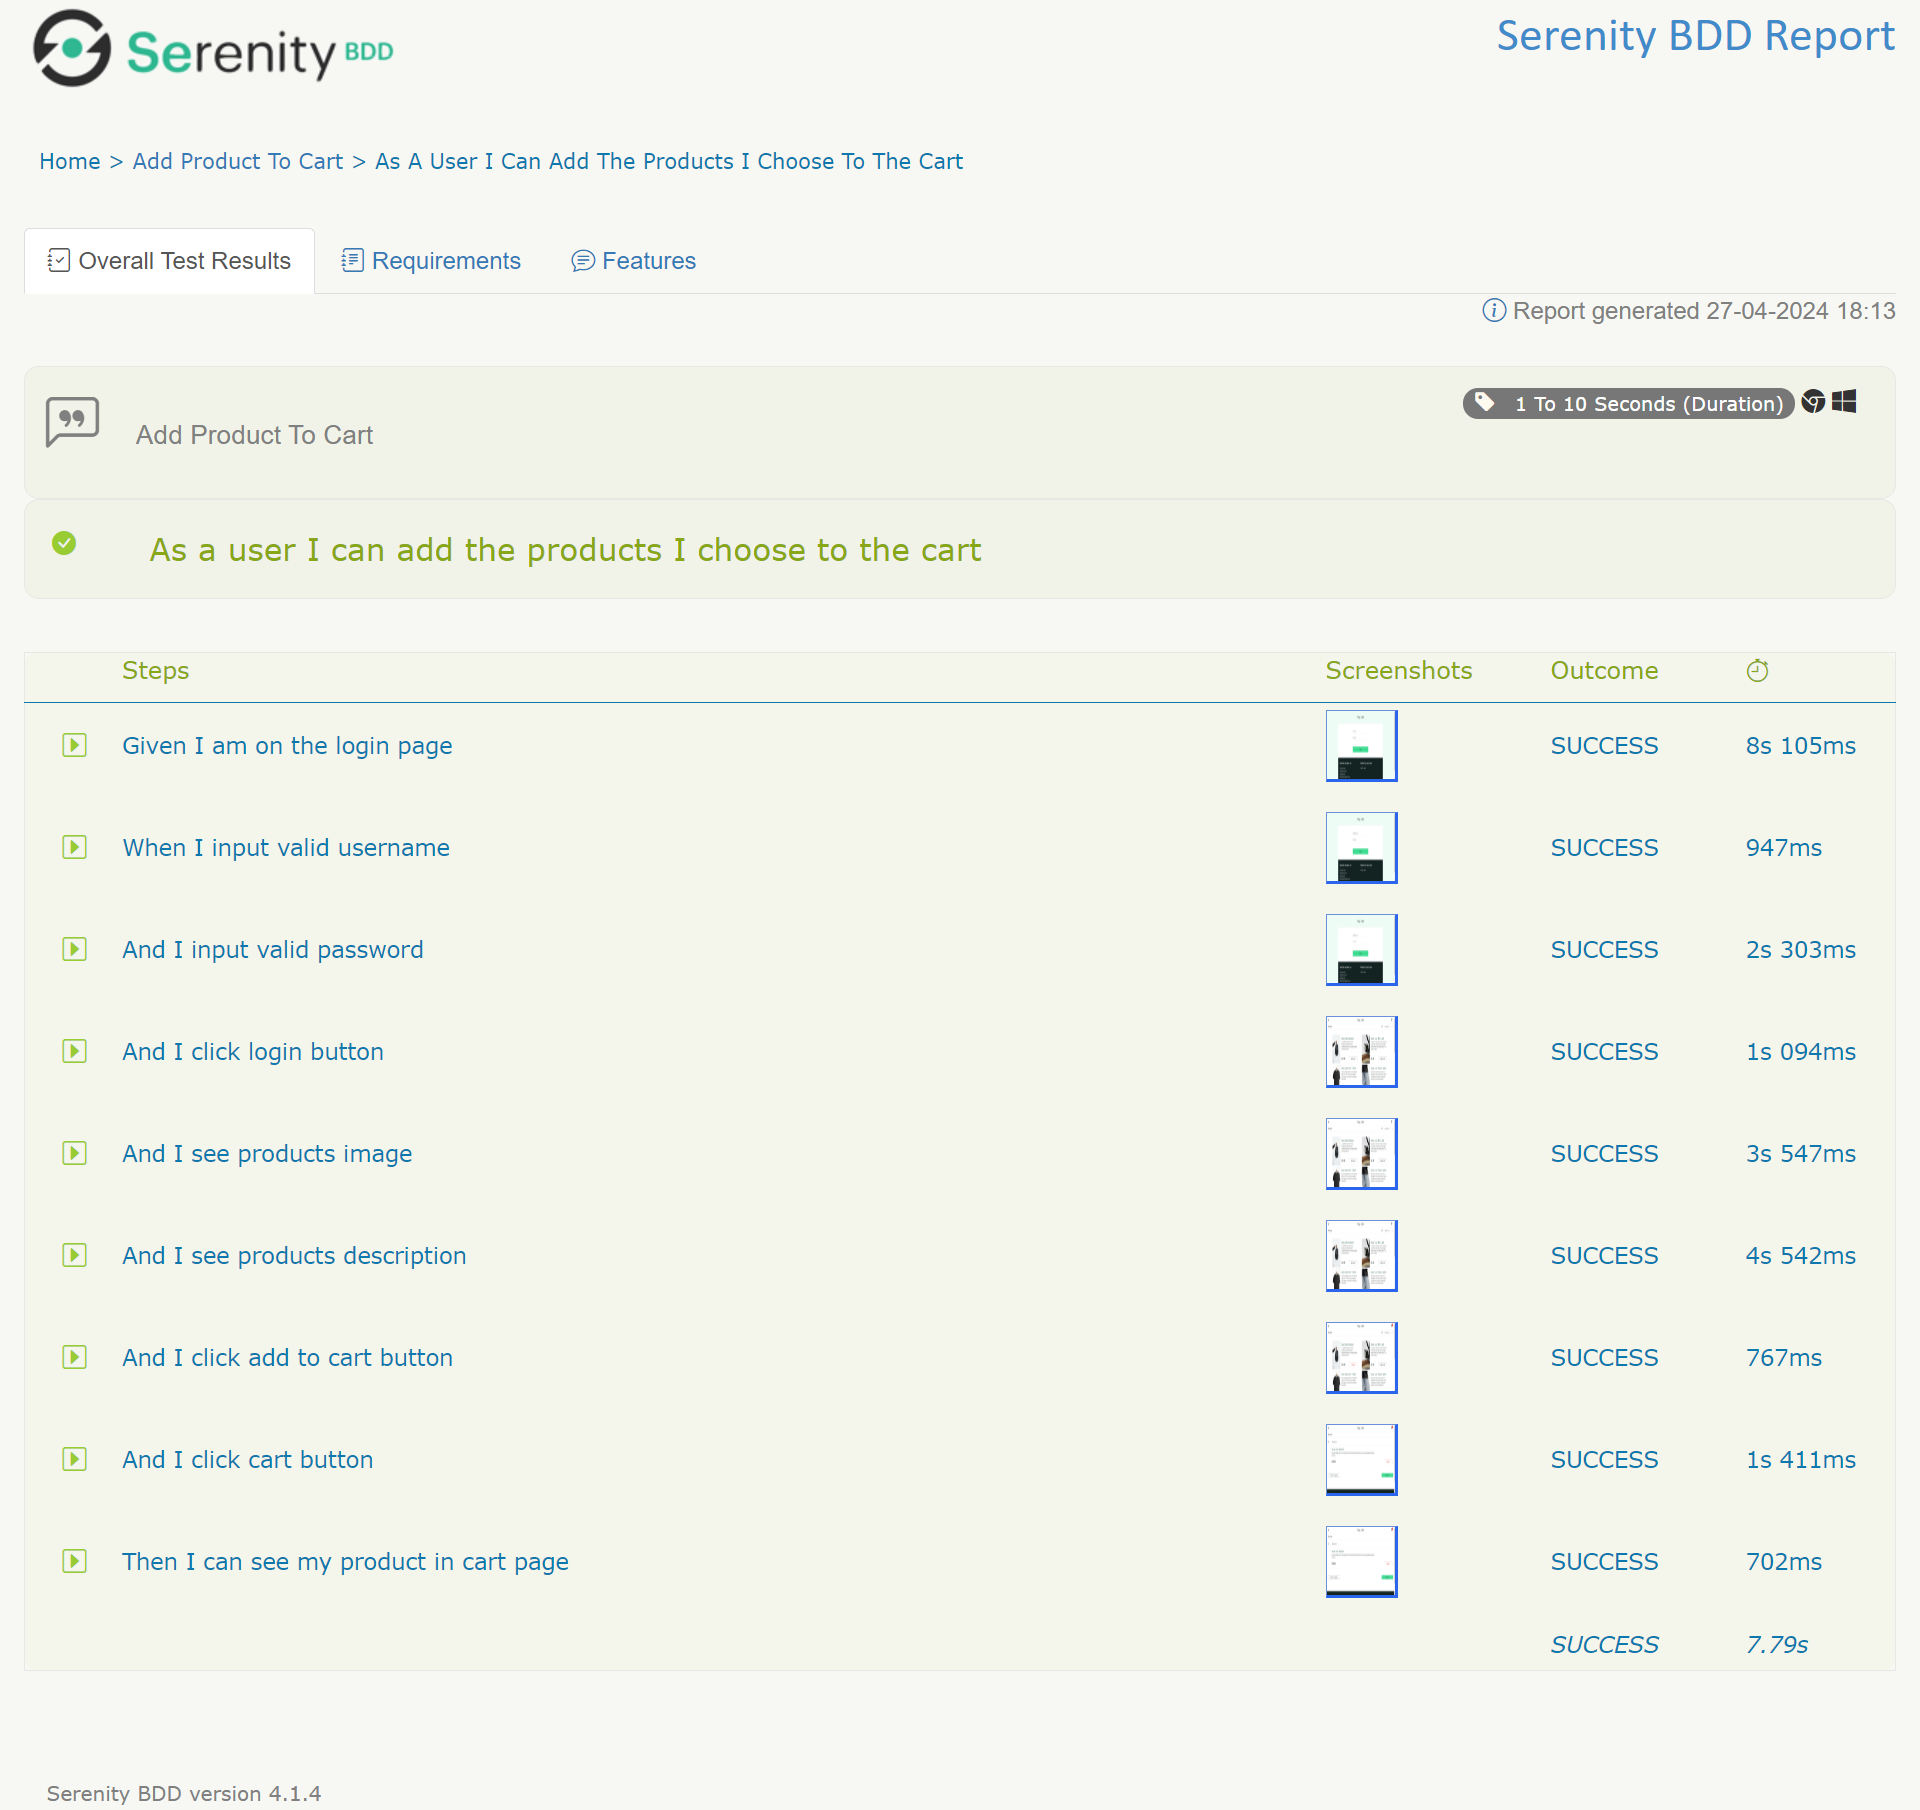 Serenity BDD
Serenity BDD Report
Home > Add Product To Cart > As A User I Can Add The Products I Choose To The Cart
Overall Test Results
Requirements
Features
Report generated 27-04-2024 18:13
Add Product To Cart
1 To 10 Seconds (Duration)
As a user I can add the products I choose to the cart
Steps Screenshots Outcome
Given I am on the login page SUCCESS 8s 105ms
When I input valid username SUCCESS 947ms
And I input valid password SUCCESS 2s 303ms
And I click login button SUCCESS 1s 094ms
And I see products image SUCCESS 3s 547ms
And I see products description SUCCESS 4s 542ms
And I click add to cart button SUCCESS 767ms
And I click cart button SUCCESS 1s 411ms
Then I can see my product in cart page SUCCESS 702ms
SUCCESS 7.79s
Serenity BDD version 4.1.4